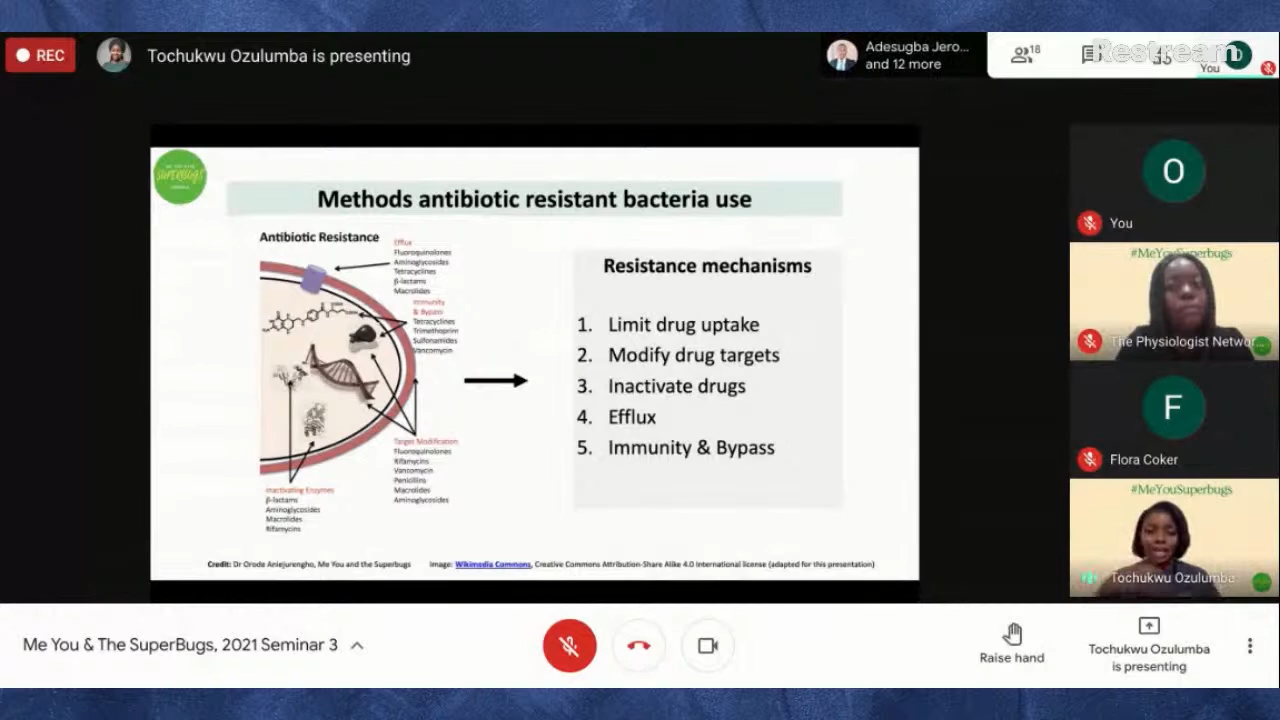 REC
Tochukwu Ozulumba is presenting
Adesugba Jero...
and 12 more
18
Restream
You
SUPERBUGS
Methods antibiotic resistant bacteria use
Antibiotic Resistance
Efflux
Fluoroquinolones
Aminoglycosides
Tetracyclines
β-lactams
Macrolides
Immunity
& Bypass
Tetracyclines
Trimethoprim
Sulfonamides
Vancomycin
Target Modification
Fluoroquinolones
Rifamycins
Vancomycin
Penicillins
Macrolides
Aminoglycosides
Inactivating Enzymes
β-lactams
Aminoglycosides
Macrolides
Rifamycins
Resistance mechanisms
1. Limit drug uptake
2. Modify drug targets
3. Inactivate drugs
4. Efflux
5. Immunity & Bypass
Credit: Dr Orode Aniejurengho, Me You and the Superbugs
Image: Wikimedia Commons, Creative Commons Attribution-Share Alike 4.0 International license (adapted for this presentation)
O
You
#MeYouSuperbugs
The Physiologist Networ...
F
Flora Coker
#MeYouSuperbugs
Tochukwu Ozulumba
Me You & The SuperBugs, 2021 Seminar 3
Raise hand
Tochukwu Ozulumba
is presenting